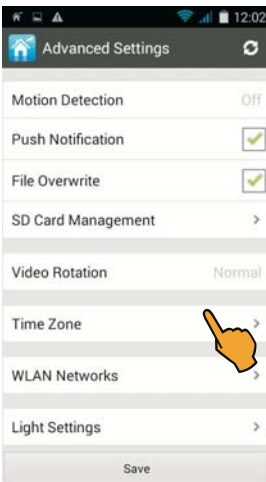 12:02
Advanced Settings
Motion Detection Off
Push Notification
File Overwrite
SD Card Management
Video Rotation Normal
Time Zone
WLAN Networks
Light Settings
Save